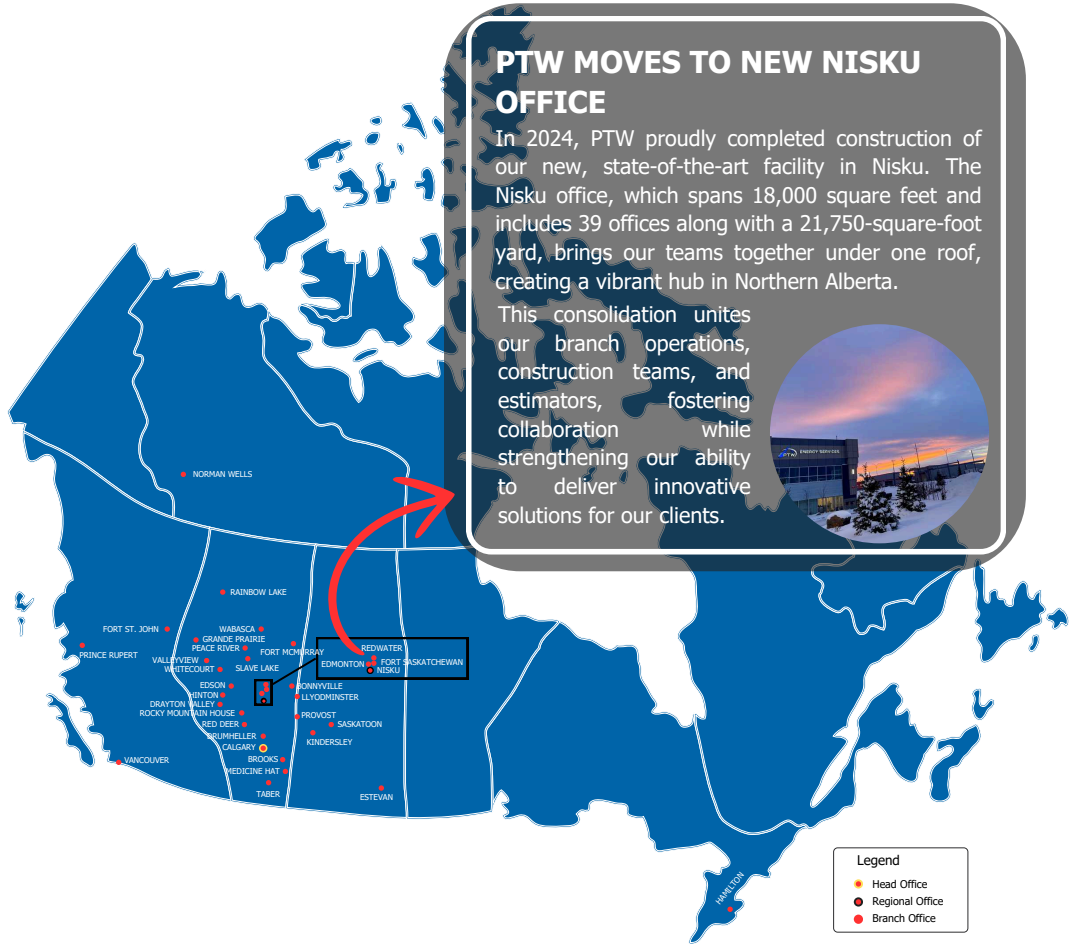 PTW MOVES TO NEW NISKU
OFFICE
In 2024, PTW proudly completed construction of
our new, state-of-the-art facility in Nisku. The
Nisku office, which spans 18,000 square feet and
includes 39 offices along with a 21,750-square-foot
yard, brings our teams together under one roof,
creating a vibrant hub in Northern Alberta.
This consolidation unites
our branch operations,
construction teams, and
estimators, fostering
collaboration while
strengthening our ability
to deliver innovative
solutions for our clients.
PTW ENERGY SERVICES
NORMAN WELLS
RAINBOW LAKE
FORT ST. JOHN
WABASCA
GRANDE PRAIRIE
PRINCE RUPERT
PEACE RIVER
FORT MCMURRAY
VALLEYVIEW
WHITECOURT
SLAVE LAKE
REDWATER
EDMONTON
FORT SASKATCHEWAN
NISKU
EDSON
BONNYVILLE
HINTON
LLYODMINSTER
DRAYTON VALLEY
ROCKY MOUNTAIN HOUSE
PROVOST
RED DEER
SASKATOON
DRUMHELLER
KINDERSLEY
CALGARY
VANCOUVER
BROOKS
MEDICINE HAT
TABER
ESTEVAN
HAMILTON
Legend
Head Office
Regional Office
Branch Office